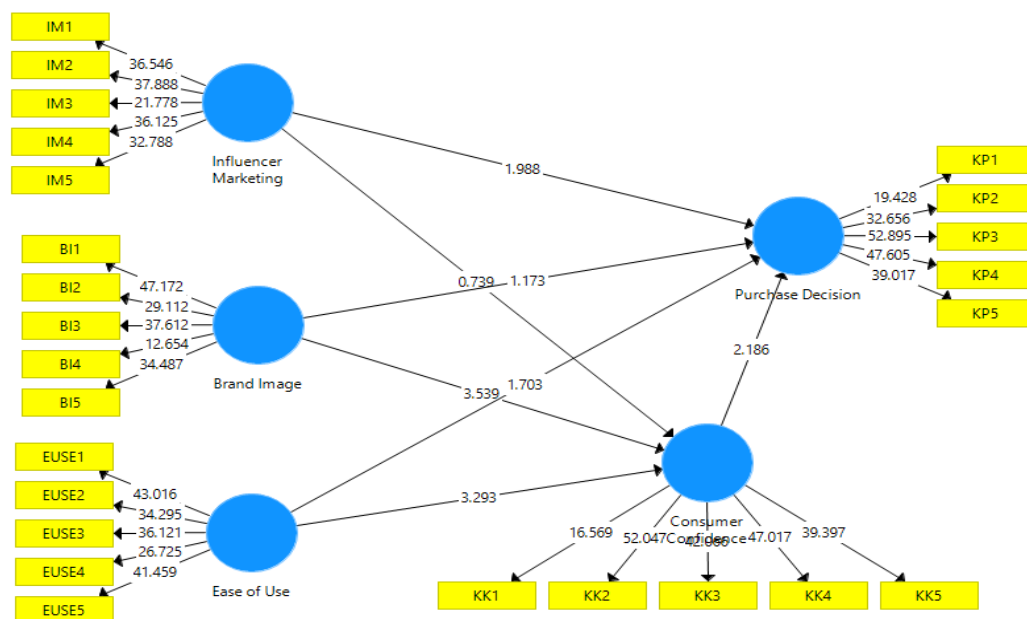 IM1
IM2
IM3
IM4
IM5
36.546
37.888
21.778
36.125
32.788
Influencer
Marketing
BI1
BI2
BI3
BI4
BI5
47.172
29.112
37.612
12.654
34.487
Brand Image
EUSE1
EUSE2
EUSE3
EUSE4
EUSE5
43.016
34.295
36.121
26.725
41.459
Ease of Use
1.988
0.739
1.173
3.539
1.703
3.293
2.186
Purchase Decision
19.428
32.656
52.895
47.605
39.017
KP1
KP2
KP3
KP4
KP5
Consumer
Confidence
16.569
52.047
47.017
39.397
KK1
KK2
KK3
KK4
KK5